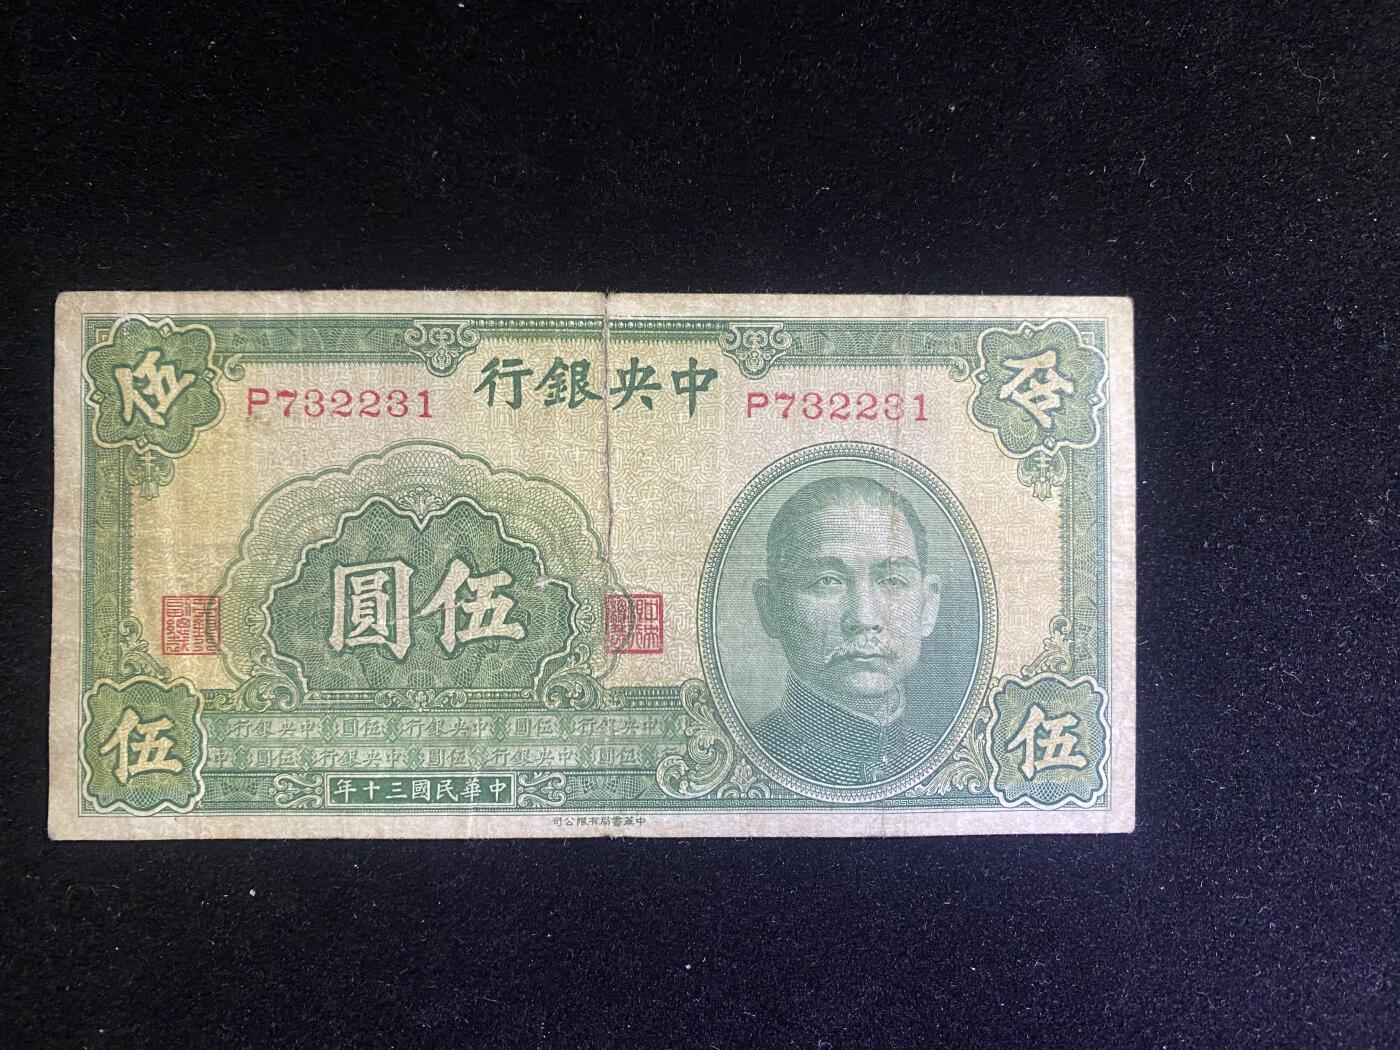 伍
伍
中央銀行
P732231
P732231
伍圓
中央銀行 伍圓 中央銀行 伍圓 中央銀行
伍圓 中央銀行 伍圓 中央銀行 伍圓 中
伍
伍
中華民國三十年
中華書局有限公司